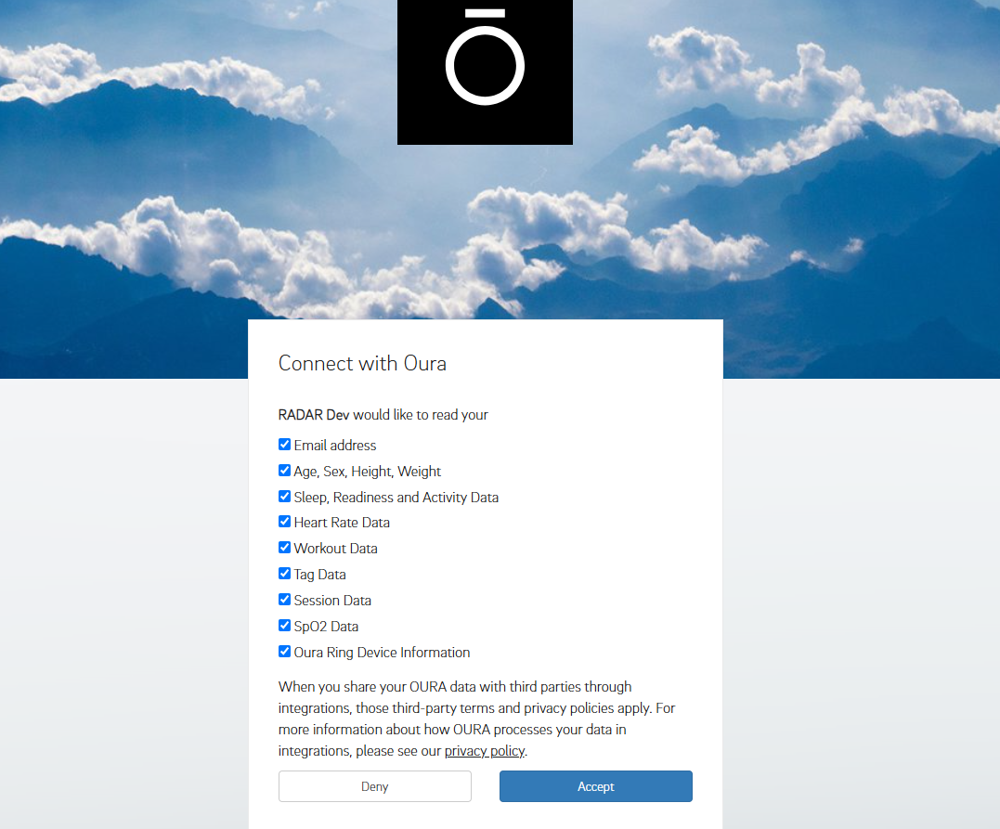 Connect with Oura
RADAR Dev would like to read your
Email address
Age, Sex, Height, Weight
Sleep, Readiness and Activity Data
Heart Rate Data
Workout Data
Tag Data
Session Data
SpO2 Data
Oura Ring Device Information
When you share your OURA data with third parties through
integrations, those third-party terms and privacy policies apply. For
more information about how OURA processes your data in
integrations, please see our privacy policy.
Deny
Accept